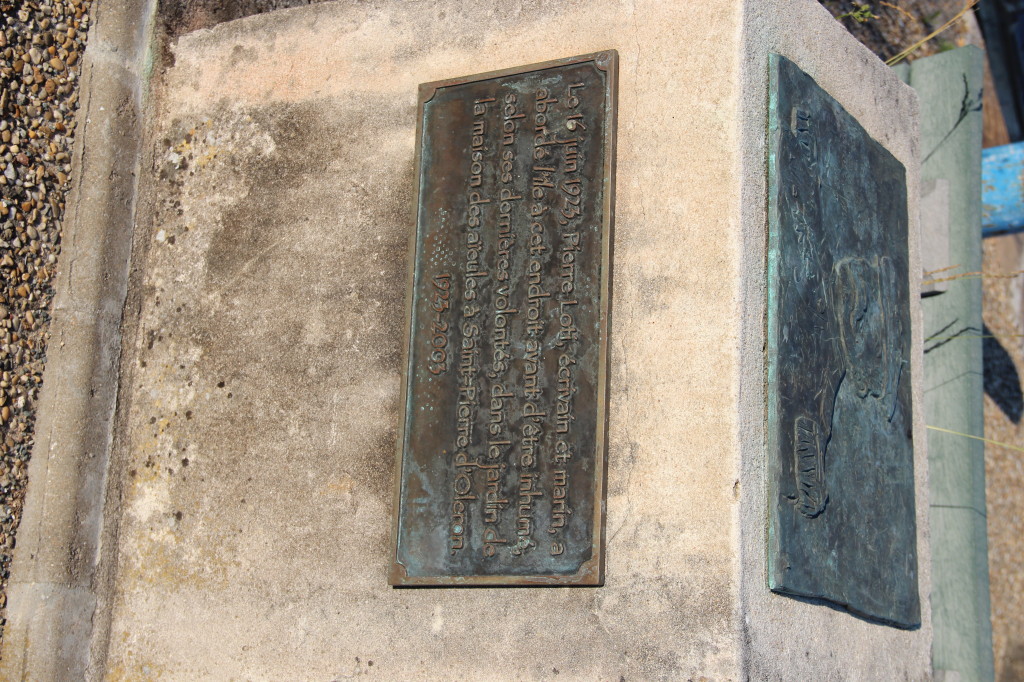 Le 16 juin 1923, Pierre Loti, écrivain et marin, a
abordé l'île à cet endroit avant d'être inhumé,
selon ses dernières volontés, dans le jardin de
la maison des aïeules à Saint-Pierre d'Oleron.
1923-2003